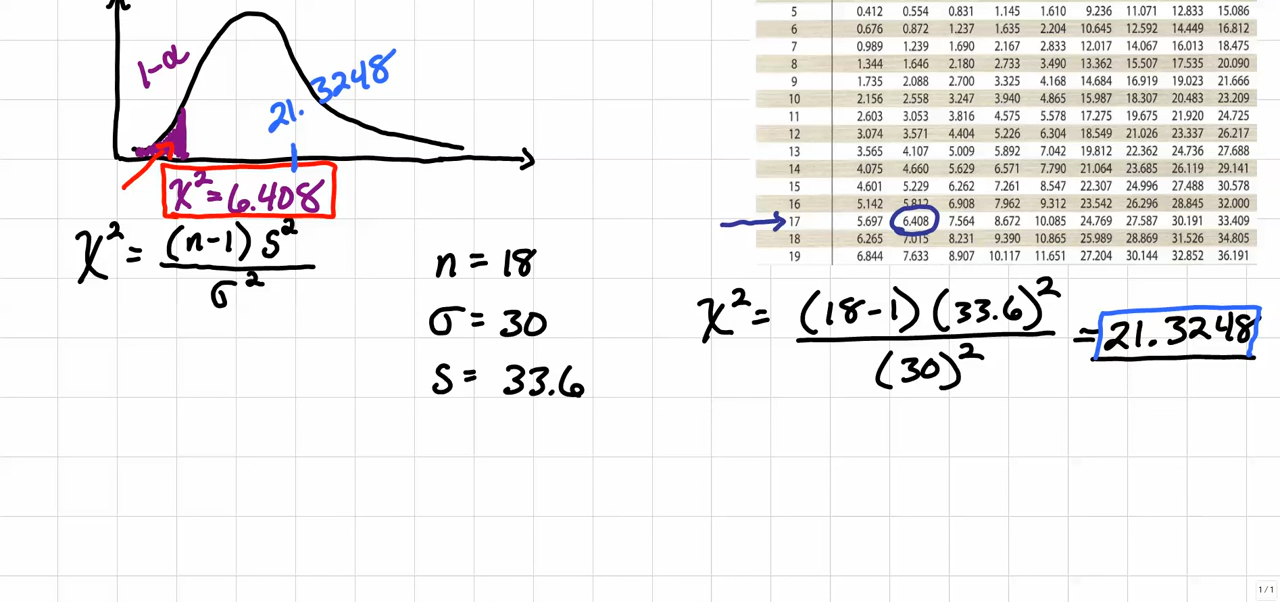 1-α
21.3248
χ²=6.408
χ² = (n-1) s² / σ²
n = 18
σ = 30
s = 33.6
5 0.412 0.554 0.831 1.145 1.610 9.236 11.071 12.833 15.086
6 0.676 0.872 1.237 1.635 2.204 10.645 12.592 14.449 16.812
7 0.989 1.239 1.690 2.167 2.833 12.017 14.067 16.013 18.475
8 1.344 1.646 2.180 2.733 3.490 13.362 15.507 17.535 20.090
9 1.735 2.088 2.700 3.325 4.168 14.684 16.919 19.023 21.666
10 2.156 2.558 3.247 3.940 4.865 15.987 18.307 20.483 23.209
11 2.603 3.053 3.816 4.575 5.578 17.275 19.675 21.920 24.725
12 3.074 3.571 4.404 5.226 6.304 18.549 21.026 23.337 26.217
13 3.565 4.107 5.009 5.892 7.042 19.812 22.362 24.736 27.688
14 4.075 4.660 5.629 6.571 7.790 21.064 23.685 26.119 29.141
15 4.601 5.229 6.262 7.261 8.547 22.307 24.996 27.488 30.578
16 5.142 5.812 6.908 7.962 9.312 23.542 26.296 28.845 32.000
17 5.697 6.408 7.564 8.672 10.085 24.769 27.587 30.191 33.409
18 6.265 7.015 8.231 9.390 10.865 25.989 28.869 31.526 34.805
19 6.844 7.633 8.907 10.117 11.651 27.204 30.144 32.852 36.191
χ² = (18-1) (33.6)² / (30)² = 21.3248
1/1